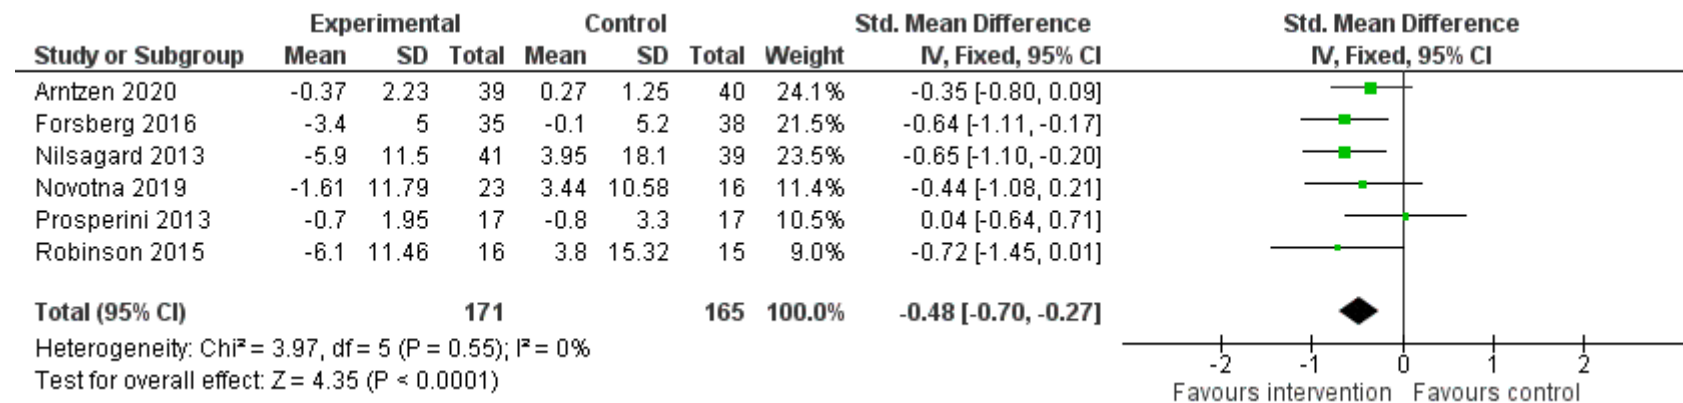 Experimental Control Std. Mean Difference Std. Mean Difference
Study or Subgroup Mean SD Total Mean SD Total Weight IV, Fixed, 95% CI IV, Fixed, 95% CI
Arntzen 2020 -0.37 2.23 39 0.27 1.25 40 24.1% -0.35 [-0.80, 0.09]
Forsberg 2016 -3.4 5 35 -0.1 5.2 38 21.5% -0.64 [-1.11, -0.17]
Nilsagard 2013 -5.9 11.5 41 3.95 18.1 39 23.5% -0.65 [-1.10, -0.20]
Novotna 2019 -1.61 11.79 23 3.44 10.58 16 11.4% -0.44 [-1.08, 0.21]
Prosperini 2013 -0.7 1.95 17 -0.8 3.3 17 10.5% 0.04 [-0.64, 0.71]
Robinson 2015 -6.1 11.46 16 3.8 15.32 15 9.0% -0.72 [-1.45, 0.01]
Total (95% CI) 171 165 100.0% -0.48 [-0.70, -0.27]
Heterogeneity: Chi² = 3.97, df = 5 (P = 0.55); I² = 0%
Test for overall effect: Z = 4.35 (P < 0.0001)
-2 -1 0 1 2
Favours intervention Favours control